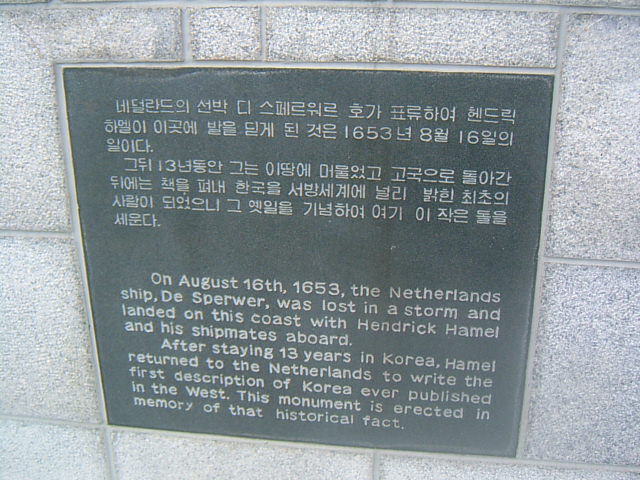 네덜란드의 선박 디 스페르워르 호가 표류하여 헨드릭
하멜이 이곳에 발을 딛게 된 것은 1653년 8월 16일의
일이다.
그뒤 13년동안 그는 이땅에 머물었고 고국으로 돌아간
뒤에는 책을 펴내 한국을 서방세계에 널리 밝힌 최초의
사람이 되었으니 그 옛일을 기념하여 여기 이 작은 돌을
세운다.
On August 16th, 1653, the Netherlands
ship, De Sperwer, was lost in a storm and
landed on this coast with Hendrick Hamel
and his shipmates aboard.
After staying 13 years in Korea, Hamel
returned to the Netherlands to write the
first description of Korea ever published
in the West. This monument is erected in
memory of that historical fact.